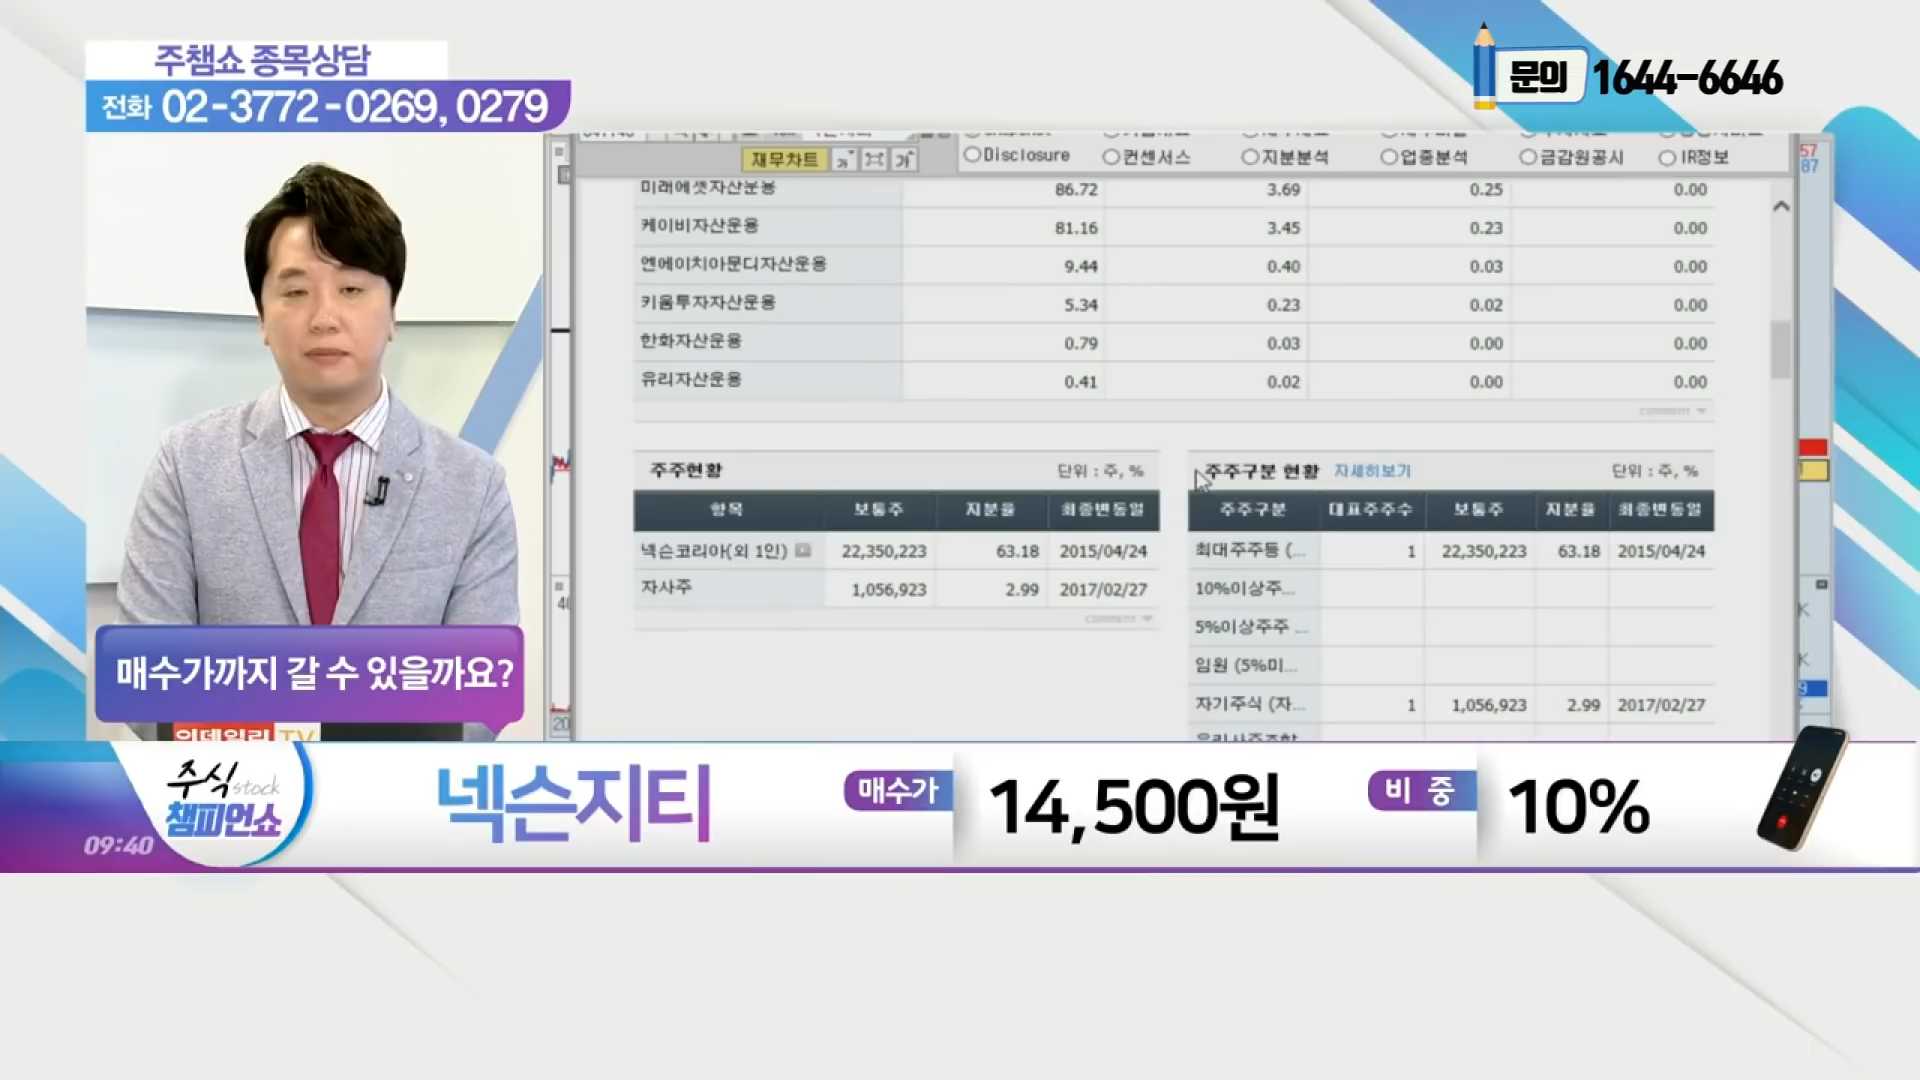 주챔쇼 종목상담
전화 02-3772-0269, 0279
문의 1644-6646
재무차트
Disclosure 컨센서스 지분분석 업종분석 금감원공시 IR정보
57
87
미래에셋자산운용 86.72 3.69 0.25 0.00
케이비자산운용 81.16 3.45 0.23 0.00
엔에이치아문디자산운용 9.44 0.40 0.03 0.00
키움투자자산운용 5.34 0.23 0.02 0.00
한화자산운용 0.79 0.03 0.00 0.00
유리자산운용 0.41 0.02 0.00 0.00
comment
주주현황 단위 : 주, %
항목 보통주 지분율 최종변동일
넥슨코리아(외 1인) 22,350,223 63.18 2015/04/24
자사주 1,056,923 2.99 2017/02/27
comment
주주구분 현황 자세히보기 단위 : 주, %
주주구분 대표주주수 보통주 지분율 최종변동일
최대주주등 (... 1 22,350,223 63.18 2015/04/24
10%이상주...
5%이상주주 ...
임원 (5%미...
자기주식 (자... 1 1,056,923 2.99 2017/02/27
우리사주조합
매수가까지 갈 수 있을까요?
이데일리 TV
주식 stock
챔피언쇼
09:40
넥슨지티
매수가 14,500원
비 중 10%